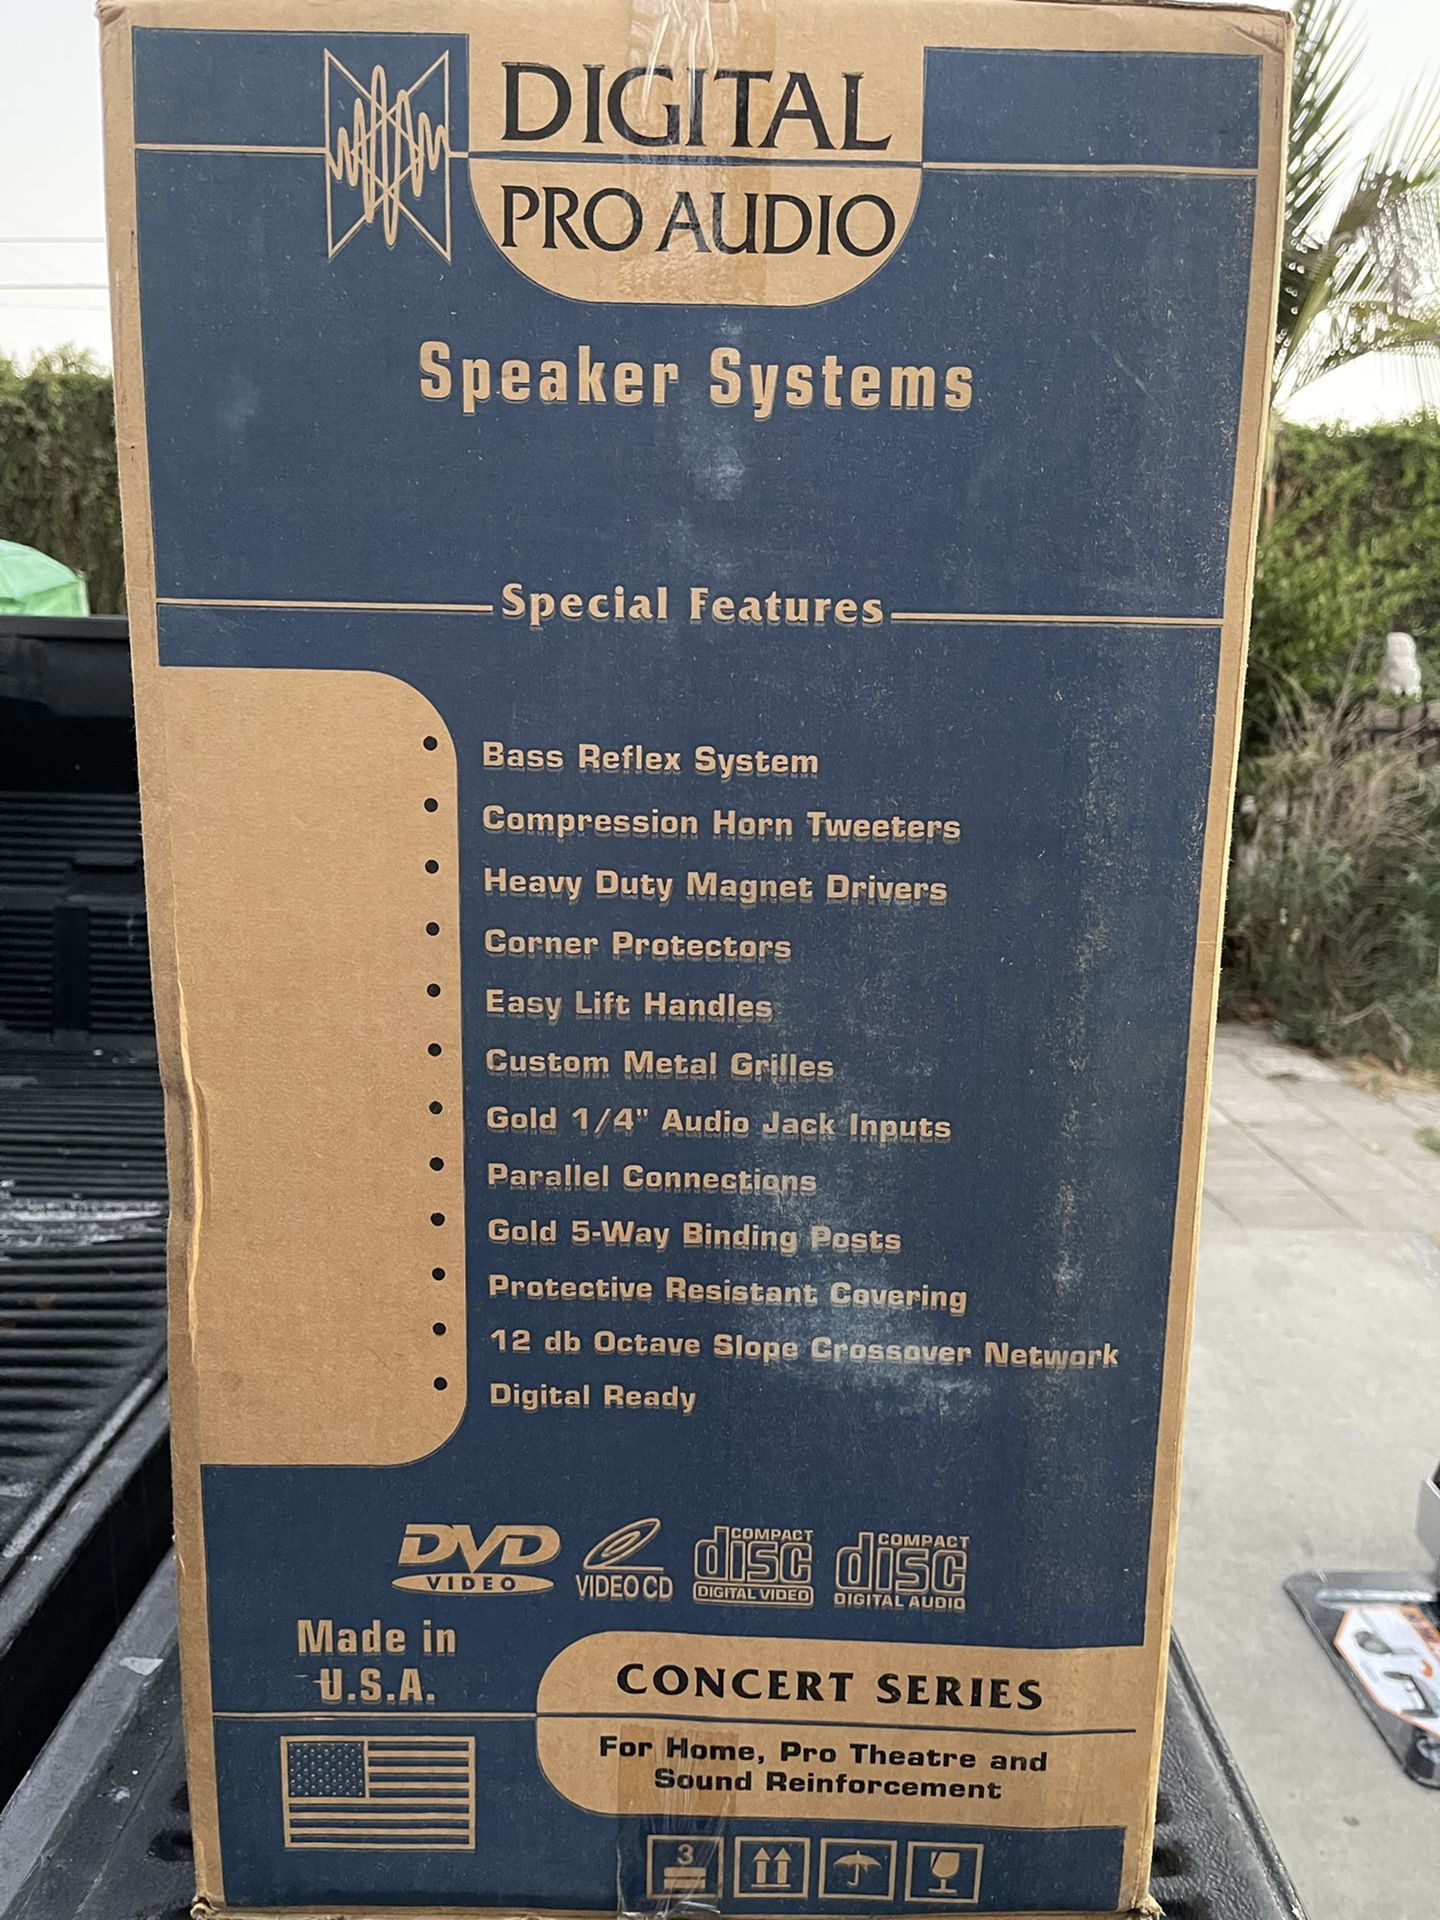 DIGITAL
PRO AUDIO
Speaker Systems
Special Features
• Bass Reflex System
• Compression Horn Tweeters
• Heavy Duty Magnet Drivers
• Corner Protectors
• Easy Lift Handles
• Custom Metal Grilles
• Gold 1/4" Audio Jack Inputs
• Parallel Connections
• Gold 5-Way Binding Posts
• Protective Resistant Covering
• 12 db Octave Slope Crossover Network
• Digital Ready
DVD VIDEO
VIDEO CD
COMPACT disc DIGITAL VIDEO
COMPACT disc DIGITAL AUDIO
Made in
U.S.A.
CONCERT SERIES
For Home, Pro Theatre and
Sound Reinforcement
3